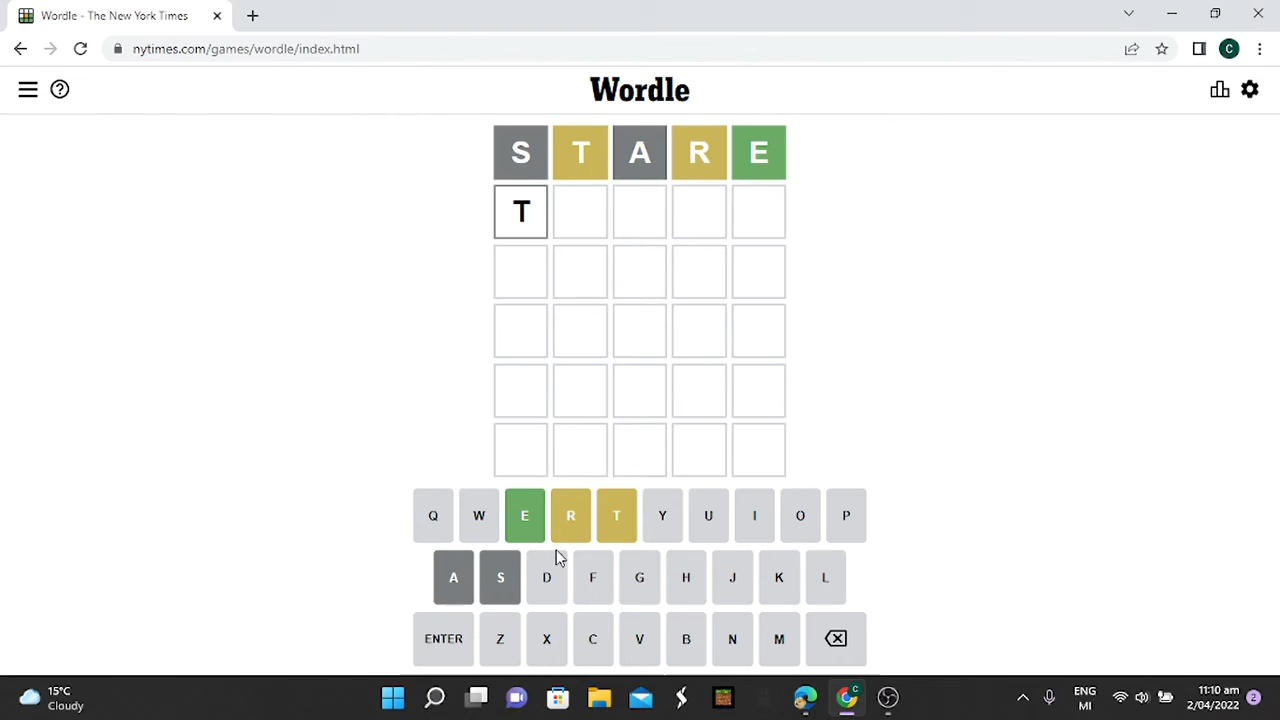 Wordle - The New York Times
nytimes.com/games/wordle/index.html
C
Wordle
S T A R E
T
Q W E R T Y U I O P
A S D F G H J K L
ENTER Z X C V B N M
15°C
Cloudy
C
ENG
MI
11:10 am
2/04/2022
2